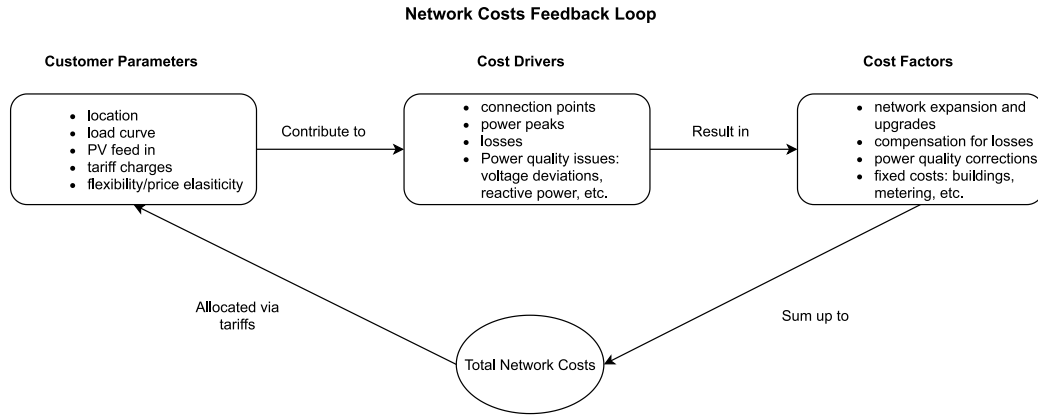 Network Costs Feedback Loop
Customer Parameters
Cost Drivers
Cost Factors
• location
• load curve
• PV feed in
• tariff charges
• flexibility/price elasiticity
Contribute to
• connection points
• power peaks
• losses
• Power quality issues:
voltage deviations,
reactive power, etc.
Result in
• network expansion and
upgrades
• compensation for losses
• power quality corrections
• fixed costs: buildings,
metering, etc.
Allocated via
tariffs
Sum up to
Total Network Costs